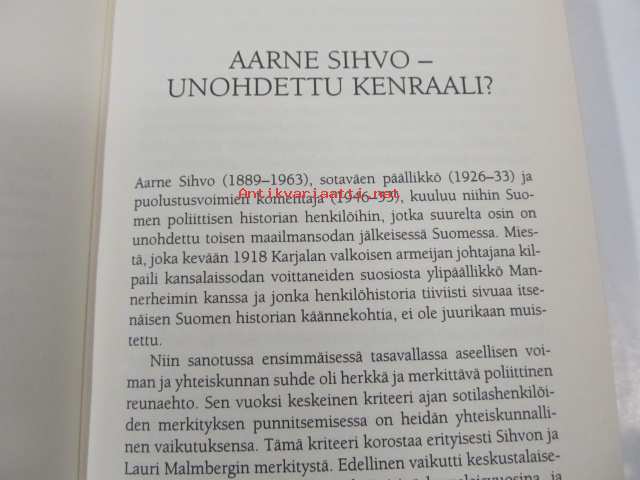 AARNE SIHVO –
UNOHDETTU KENRAALI?
Aarne Sihvo (1889–1963), sotaväen päällikkö (1926–33) ja
Antikvariaatti.net
puolustusvoimien komentaja (1946–53), kuuluu niihin Suo-
men poliittisen historian henkilöihin, jotka suurelta osin on
unohdettu toisen maailmansodan jälkeisessä Suomessa. Mies-
tä, joka kevään 1918 Karjalan valkoisen armeijan johtajana kil-
paili kansalaissodan voittaneiden suosiosta ylipäällikkö Man-
nerheimin kanssa ja jonka henkilöhistoria tiiviisti sivuaa itse-
näisen Suomen historian käännekohtia, ei ole juurikaan muis-
tettu.
Niin sanotussa ensimmäisessä tasavallassa aseellisen voi-
man ja yhteiskunnan suhde oli herkkä ja merkittävä poliittinen
reunaehto. Sen vuoksi keskeinen kriteeri ajan sotilashenkilöi-
den merkityksen punnitsemisessa on heidän yhteiskunnalli-
nen vaikutuksensa. Tämä kriteeri korostaa erityisesti Sihvon ja
Lauri Malmbergin merkitystä. Edellinen vaikutti keskustalaise-